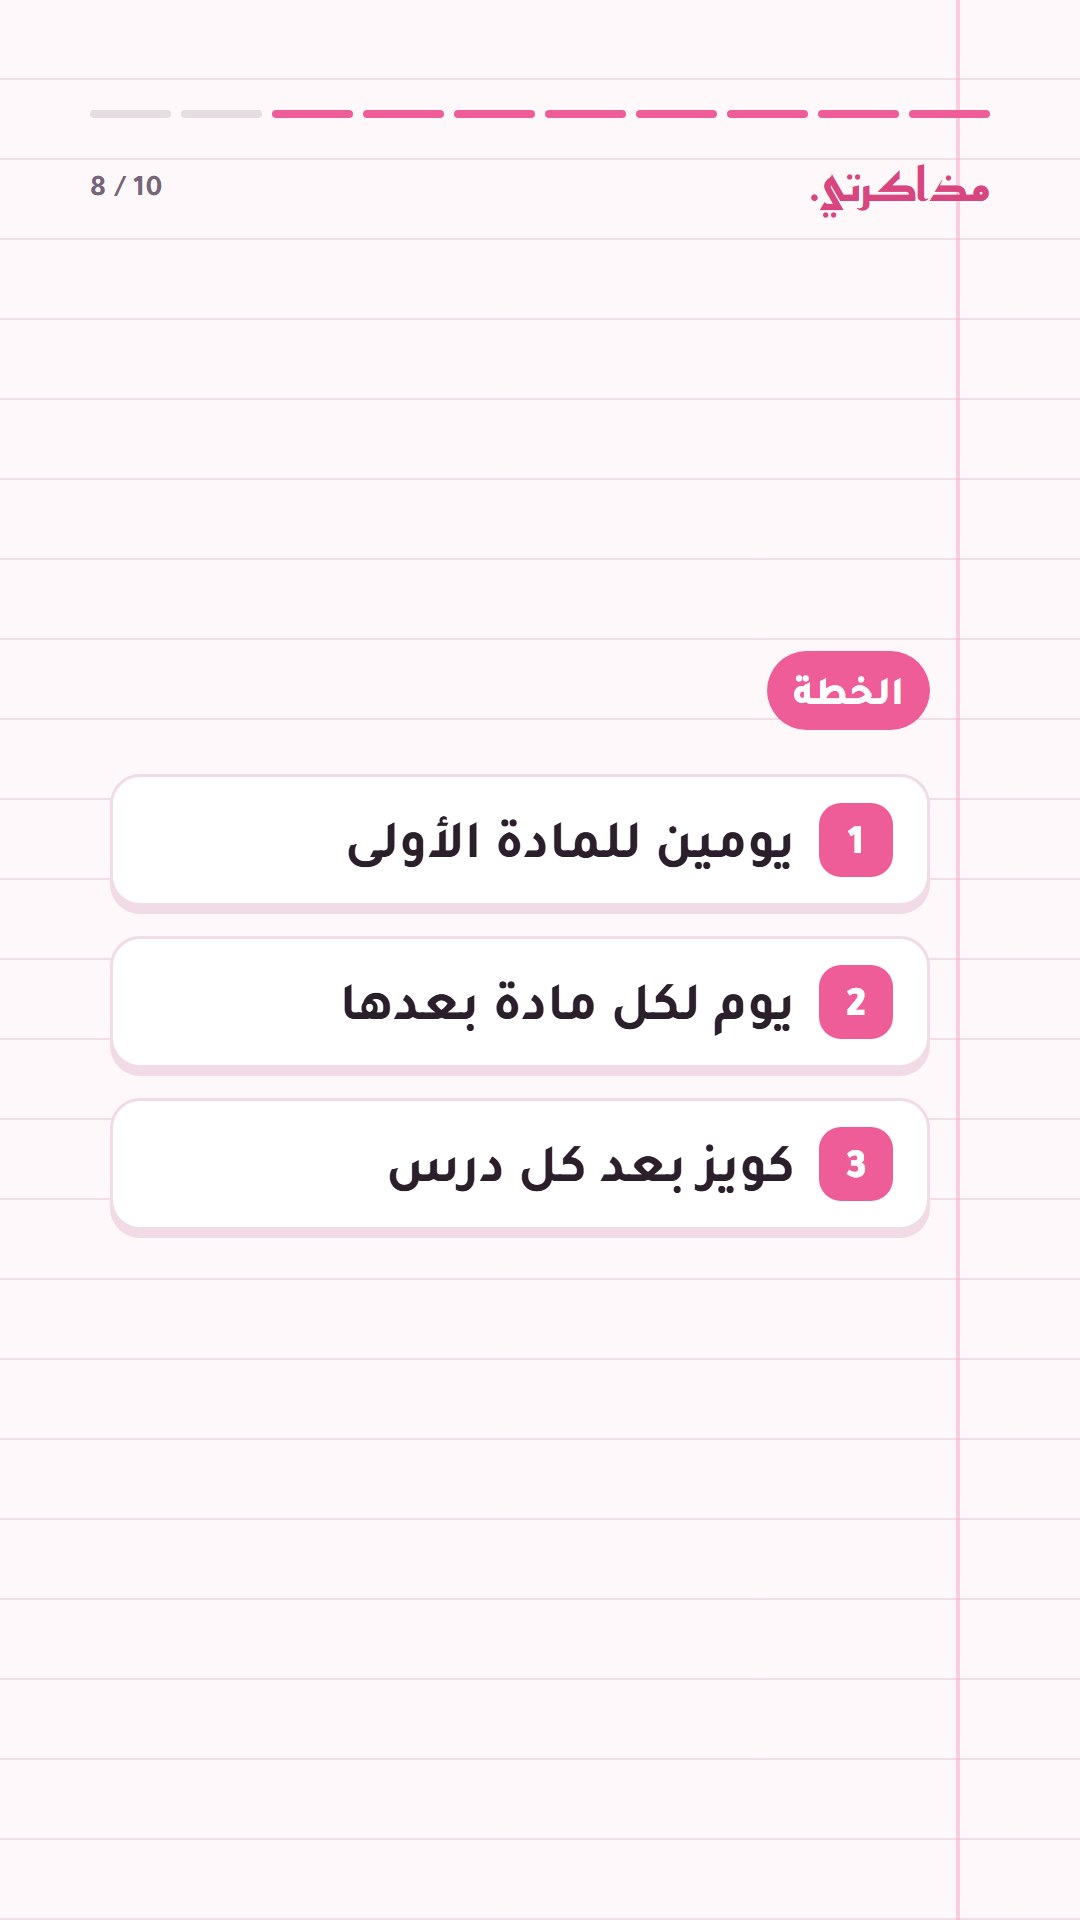 مذاكرتي.
8 / 10
الخطة
1 يومين للمادة الأولى
2 يوم لكل مادة بعدها
3 كويز بعد كل درس